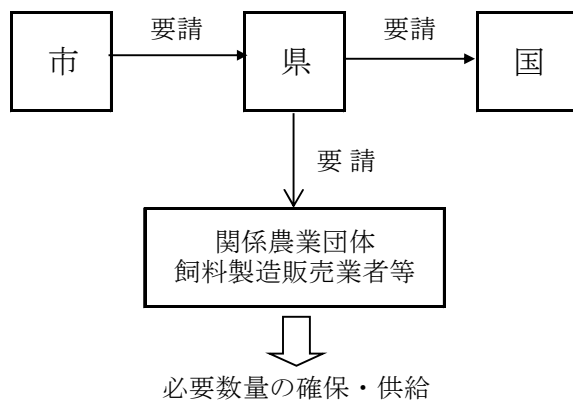 要請
要請
市
県
国
要 請
関係農業団体
飼料製造販売業者等
必要数量の確保・供給